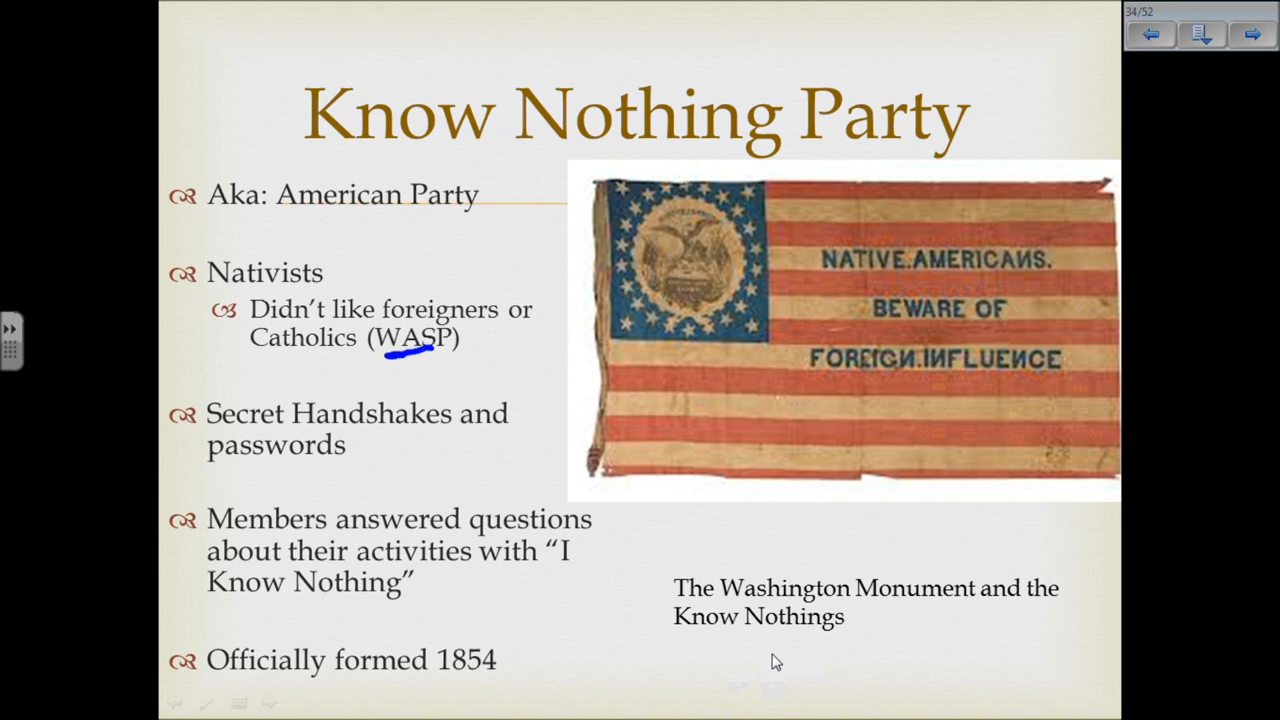 34/52
Know Nothing Party
Aka: American Party
Nativists
Didn’t like foreigners or
Catholics (WASP)
Secret Handshakes and
passwords
Members answered questions
about their activities with “I
Know Nothing”
Officially formed 1854
NATIVE.AMERICANS.
BEWARE OF
FOREIGN.INFLUENCE
The Washington Monument and the
Know Nothings